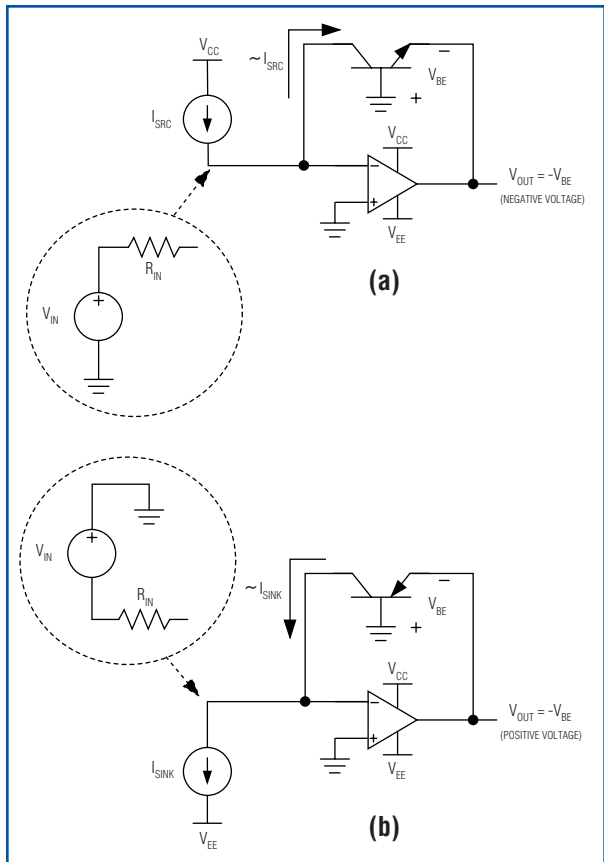 ~ I_SRC
V_CC
I_SRC
V_BE
V_CC
V_OUT = -V_BE
(NEGATIVE VOLTAGE)
V_EE
R_IN
V_IN
(a)
V_IN
R_IN
~ I_SINK
V_BE
V_CC
V_OUT = -V_BE
(POSITIVE VOLTAGE)
V_EE
I_SINK
V_EE
(b)